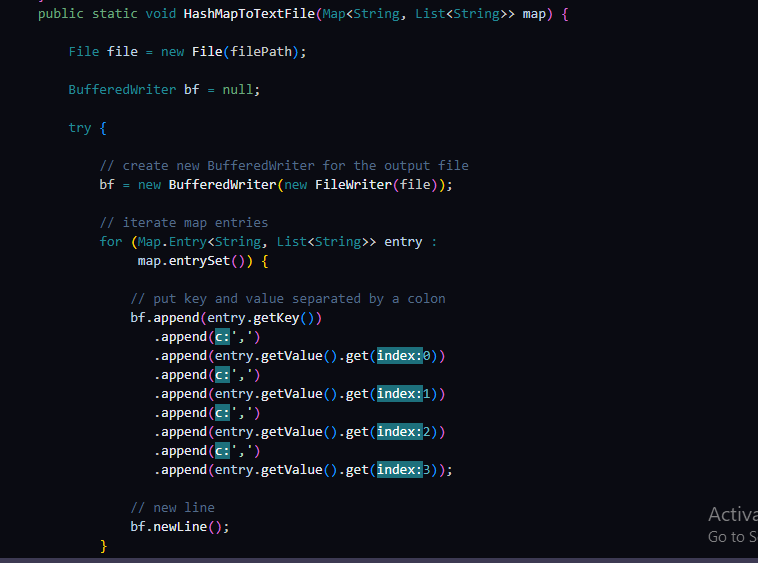 public static void HashMapToTextFile(Map<String, List<String>> map) {
File file = new File(filePath);
BufferedWriter bf = null;
try {
// create new BufferedWriter for the output file
bf = new BufferedWriter(new FileWriter(file));
// iterate map entries
for (Map.Entry<String, List<String>> entry :
map.entrySet()) {
// put key and value separated by a colon
bf.append(entry.getKey())
.append(c:',')
.append(entry.getValue().get(index:0))
.append(c:',')
.append(entry.getValue().get(index:1))
.append(c:',')
.append(entry.getValue().get(index:2))
.append(c:',')
.append(entry.getValue().get(index:3));
// new line
bf.newLine();
}
Activa
Go to S